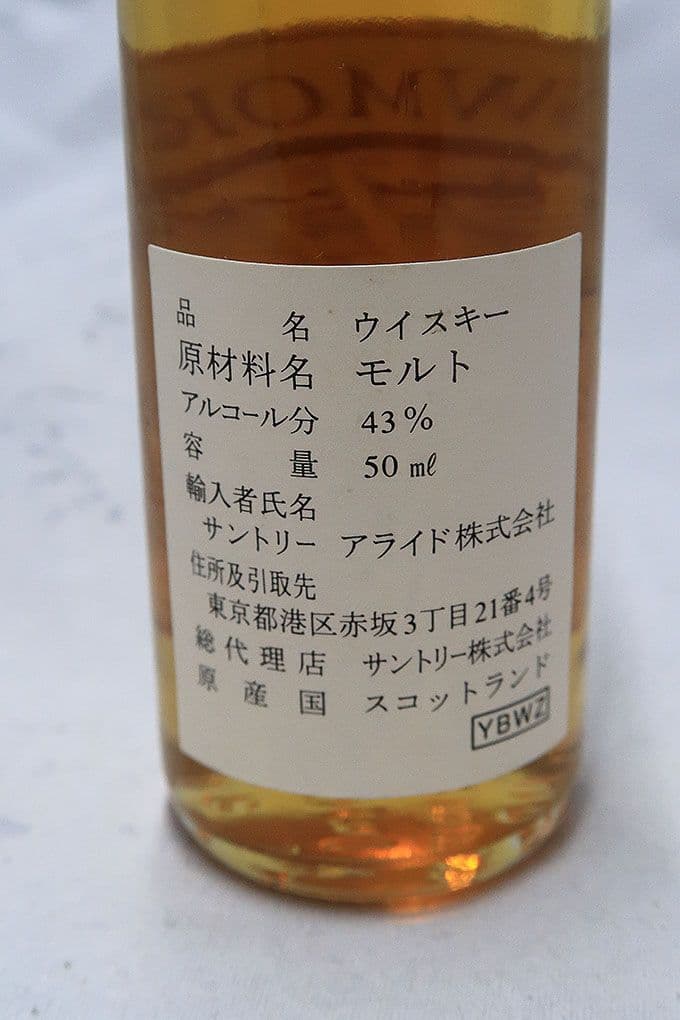 品名 ウイスキー
原材料名 モルト
アルコール分 43%
容量 50 ㎖
輸入者氏名
サントリー アライド株式会社
住所及引取先
東京都港区赤坂3丁目21番4号
総代理店 サントリー株式会社
原産国 スコットランド
YBWZ